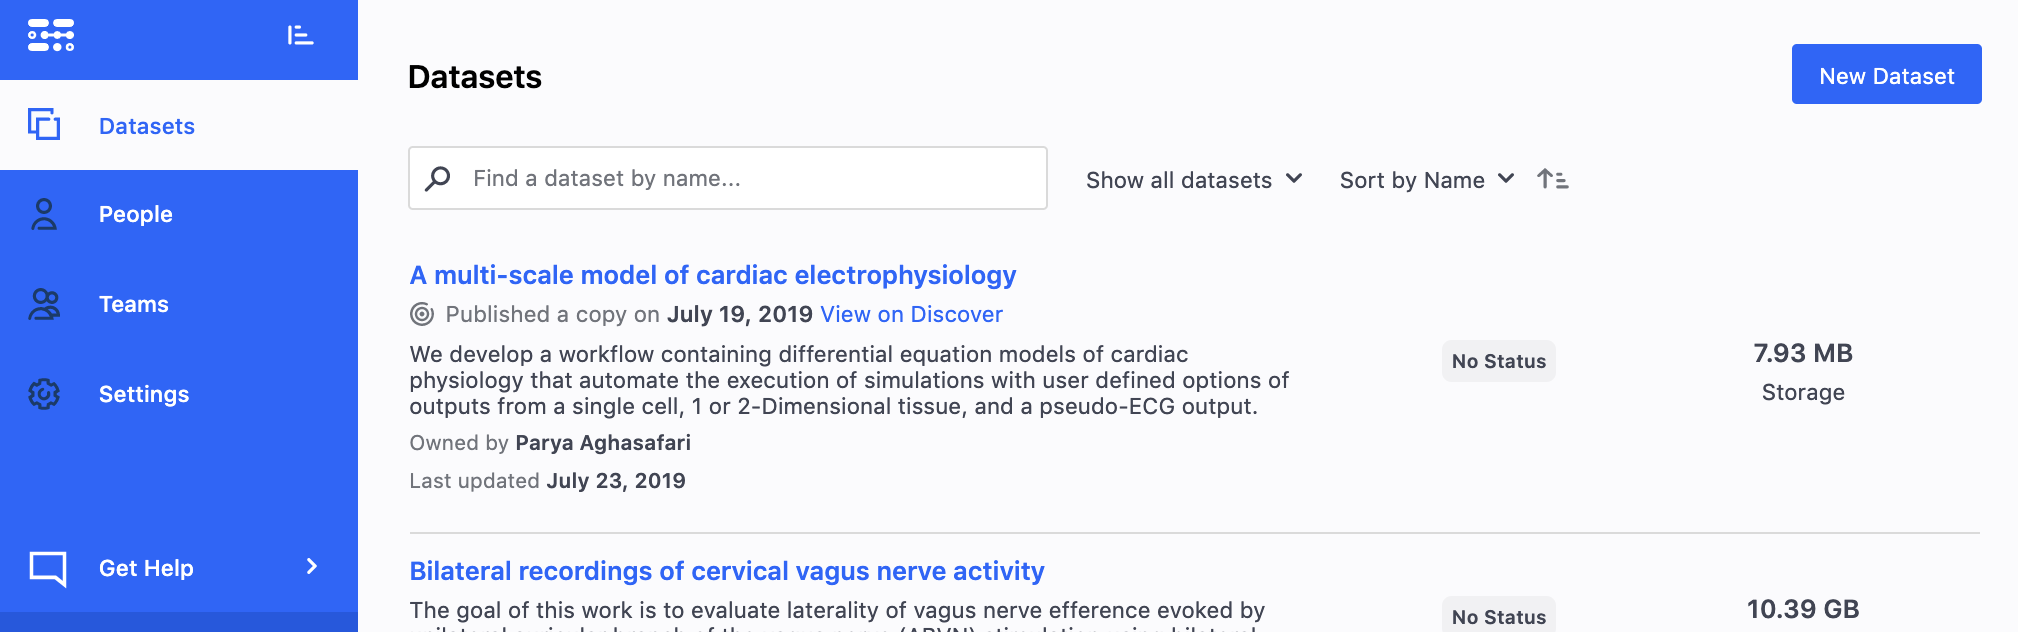 Datasets
People
Teams
Settings
Get Help
Datasets
New Dataset
Find a dataset by name...
Show all datasets
Sort by Name
A multi-scale model of cardiac electrophysiology
Published a copy on July 19, 2019 View on Discover
We develop a workflow containing differential equation models of cardiac
physiology that automate the execution of simulations with user defined options of
outputs from a single cell, 1 or 2-Dimensional tissue, and a pseudo-ECG output.
Owned by Parya Aghasafari
Last updated July 23, 2019
No Status
7.93 MB
Storage
Bilateral recordings of cervical vagus nerve activity
The goal of this work is to evaluate laterality of vagus nerve efference evoked by
No Status
10.39 GB